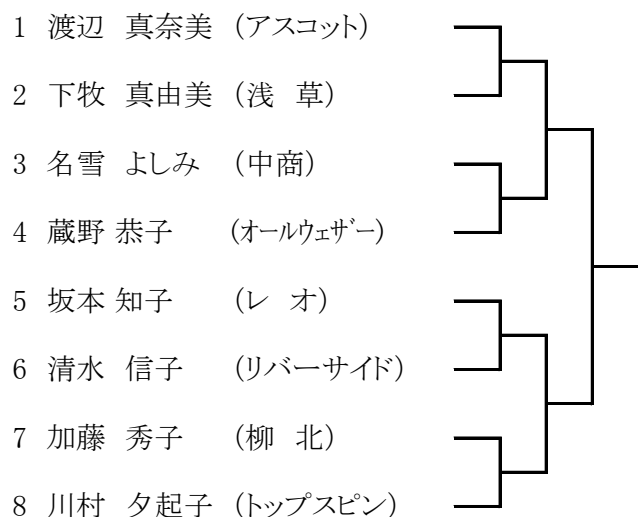 1 渡辺 真奈美 (アスコット)
2 下牧 真由美 (浅 草)
3 名雪 よしみ (中商)
4 蔵野 恭子 (オールウェザー)
5 坂本 知子 (レ オ)
6 清水 信子 (リバーサイド)
7 加藤 秀子 (柳 北)
8 川村 夕起子 (トップスピン)